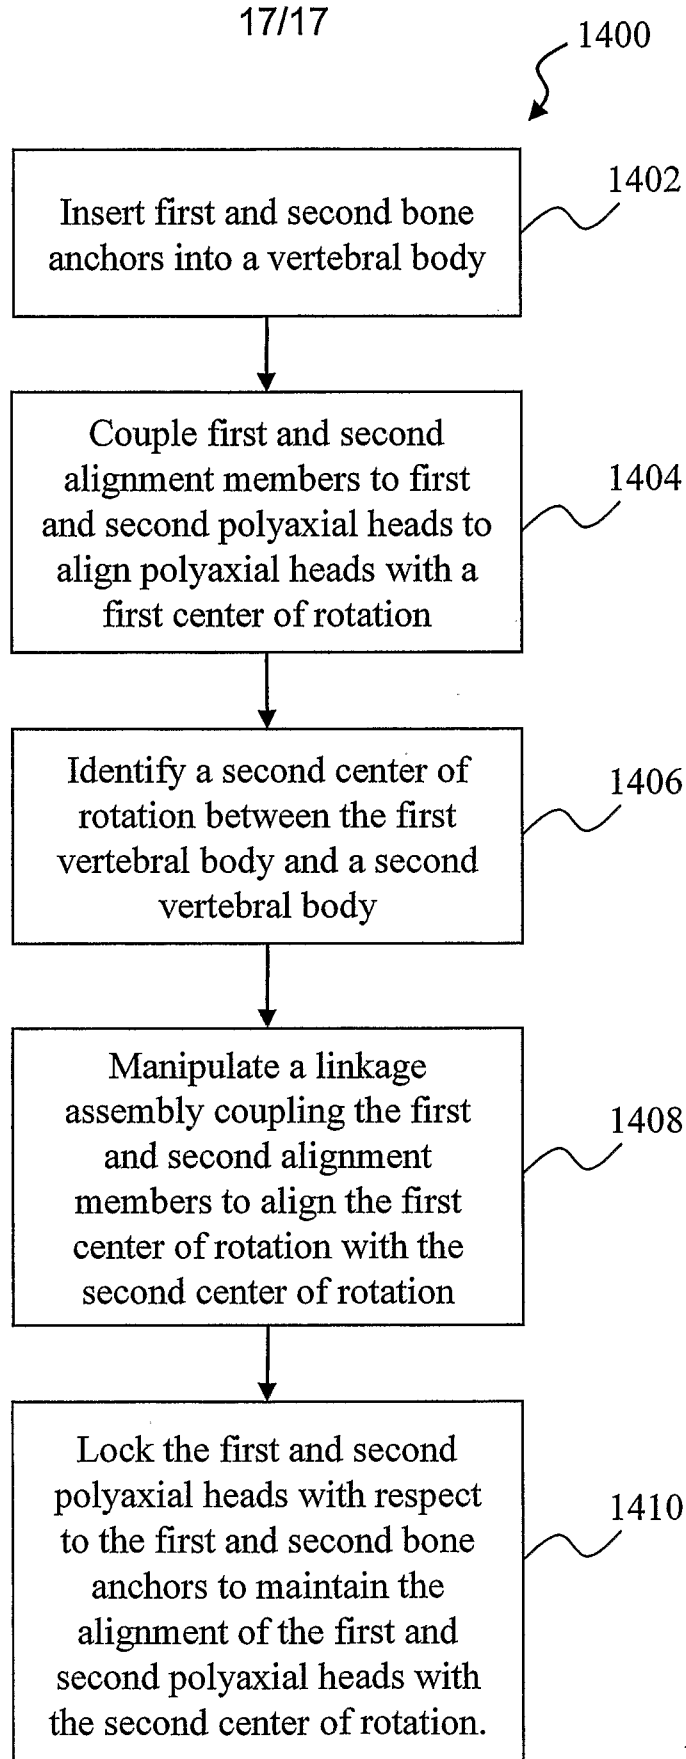 17/17
1400
Insert first and second bone
anchors into a vertebral body
1402
Couple first and second
alignment members to first
and second polyaxial heads to
align polyaxial heads with a
first center of rotation
1404
Identify a second center of
rotation between the first
vertebral body and a second
vertebral body
1406
Manipulate a linkage
assembly coupling the first
and second alignment
members to align the first
center of rotation with the
second center of rotation
1408
Lock the first and second
polyaxial heads with respect
to the first and second bone
anchors to maintain the
alignment of the first and
second polyaxial heads with
the second center of rotation.
1410